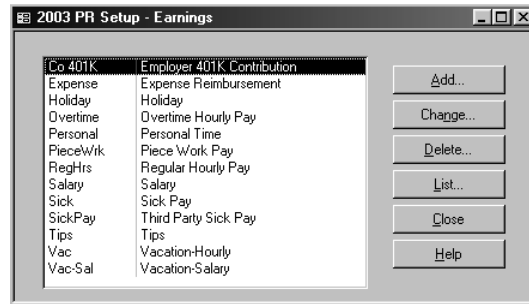 2003 PR Setup - Earnings
Co 401K Employer 401K Contribution
Expense Expense Reimbursement
Holiday Holiday
Overtime Overtime Hourly Pay
Personal Personal Time
PieceWrk Piece Work Pay
RegHrs Regular Hourly Pay
Salary Salary
Sick Sick Pay
SickPay Third Party Sick Pay
Tips Tips
Vac Vacation-Hourly
Vac-Sal Vacation-Salary
Add...
Change...
Delete...
List...
Close
Help